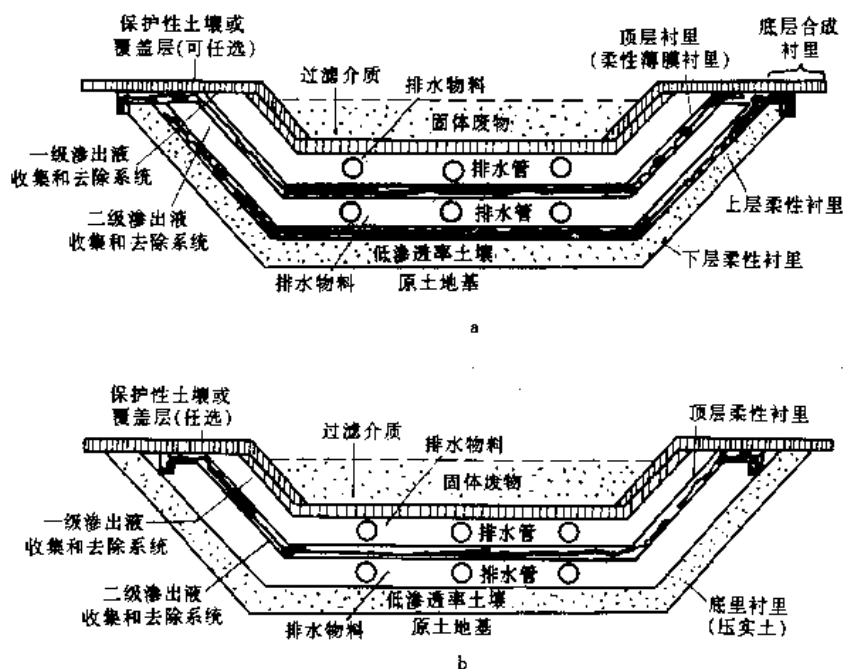 保护性土壤或
覆盖层(可任选)
过滤介质
排水物料
顶层衬里
(柔性薄膜衬里)
底层合成
衬里
固体废物
一级滲出液
收集和去除系统
排水管
二级滲出液
收集和去除系统
排水管
上层柔性衬里
低滲透率土壤
下层柔性衬里
排水物料
原土地基
a
保护性土壤或
覆盖层(任选)
过滤介质
排水物料
顶层柔性衬里
固体废物
一级滲出液
收集和去除系统
排水管
二级滲出液
收集和去除系统
排水管
低滲透率土壤
底里衬里
(压实土)
排水物料
原土地基
b